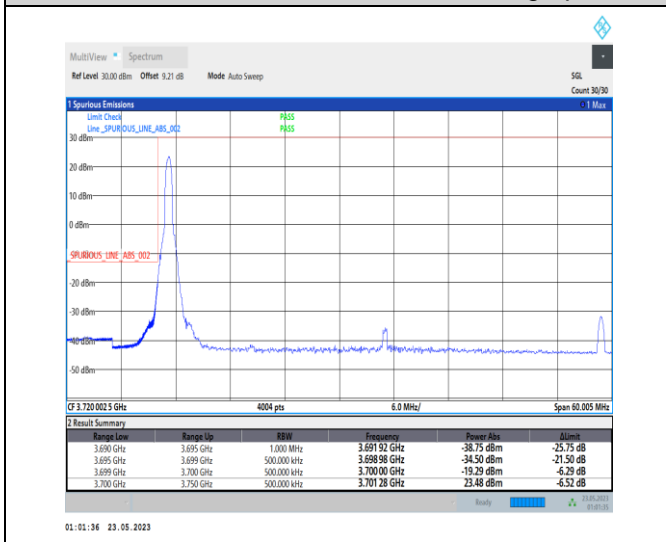 MultiView Spectrum
Ref Level 30.00 dBm Offset 9.21 dB Mode Auto Sweep SGL
Count 30/30
1 Spurious Emissions 1 Max
Limit Check PASS
Line _SPURIOUS_LINE_ABS_002 PASS
30 dBm
20 dBm
10 dBm
0 dBm
_SPURIOUS_LINE_ABS_002
-20 dBm
-30 dBm
-40 dBm
-50 dBm
CF 3.720 002 5 GHz 4004 pts 6.0 MHz/ Span 60.005 MHz
2 Result Summary
Range Low Range Up RBW Frequency Power Abs ΔLimit
3.690 GHz 3.695 GHz 1.000 MHz 3.691 92 GHz -38.75 dBm -25.75 dB
3.695 GHz 3.699 GHz 500.000 kHz 3.698 98 GHz -34.50 dBm -21.50 dB
3.699 GHz 3.700 GHz 500.000 kHz 3.700 00 GHz -19.29 dBm -6.29 dB
3.700 GHz 3.750 GHz 500.000 kHz 3.701 28 GHz 23.48 dBm -6.52 dB
Ready 23.05.2023
01:01:35
01:01:36 23.05.2023